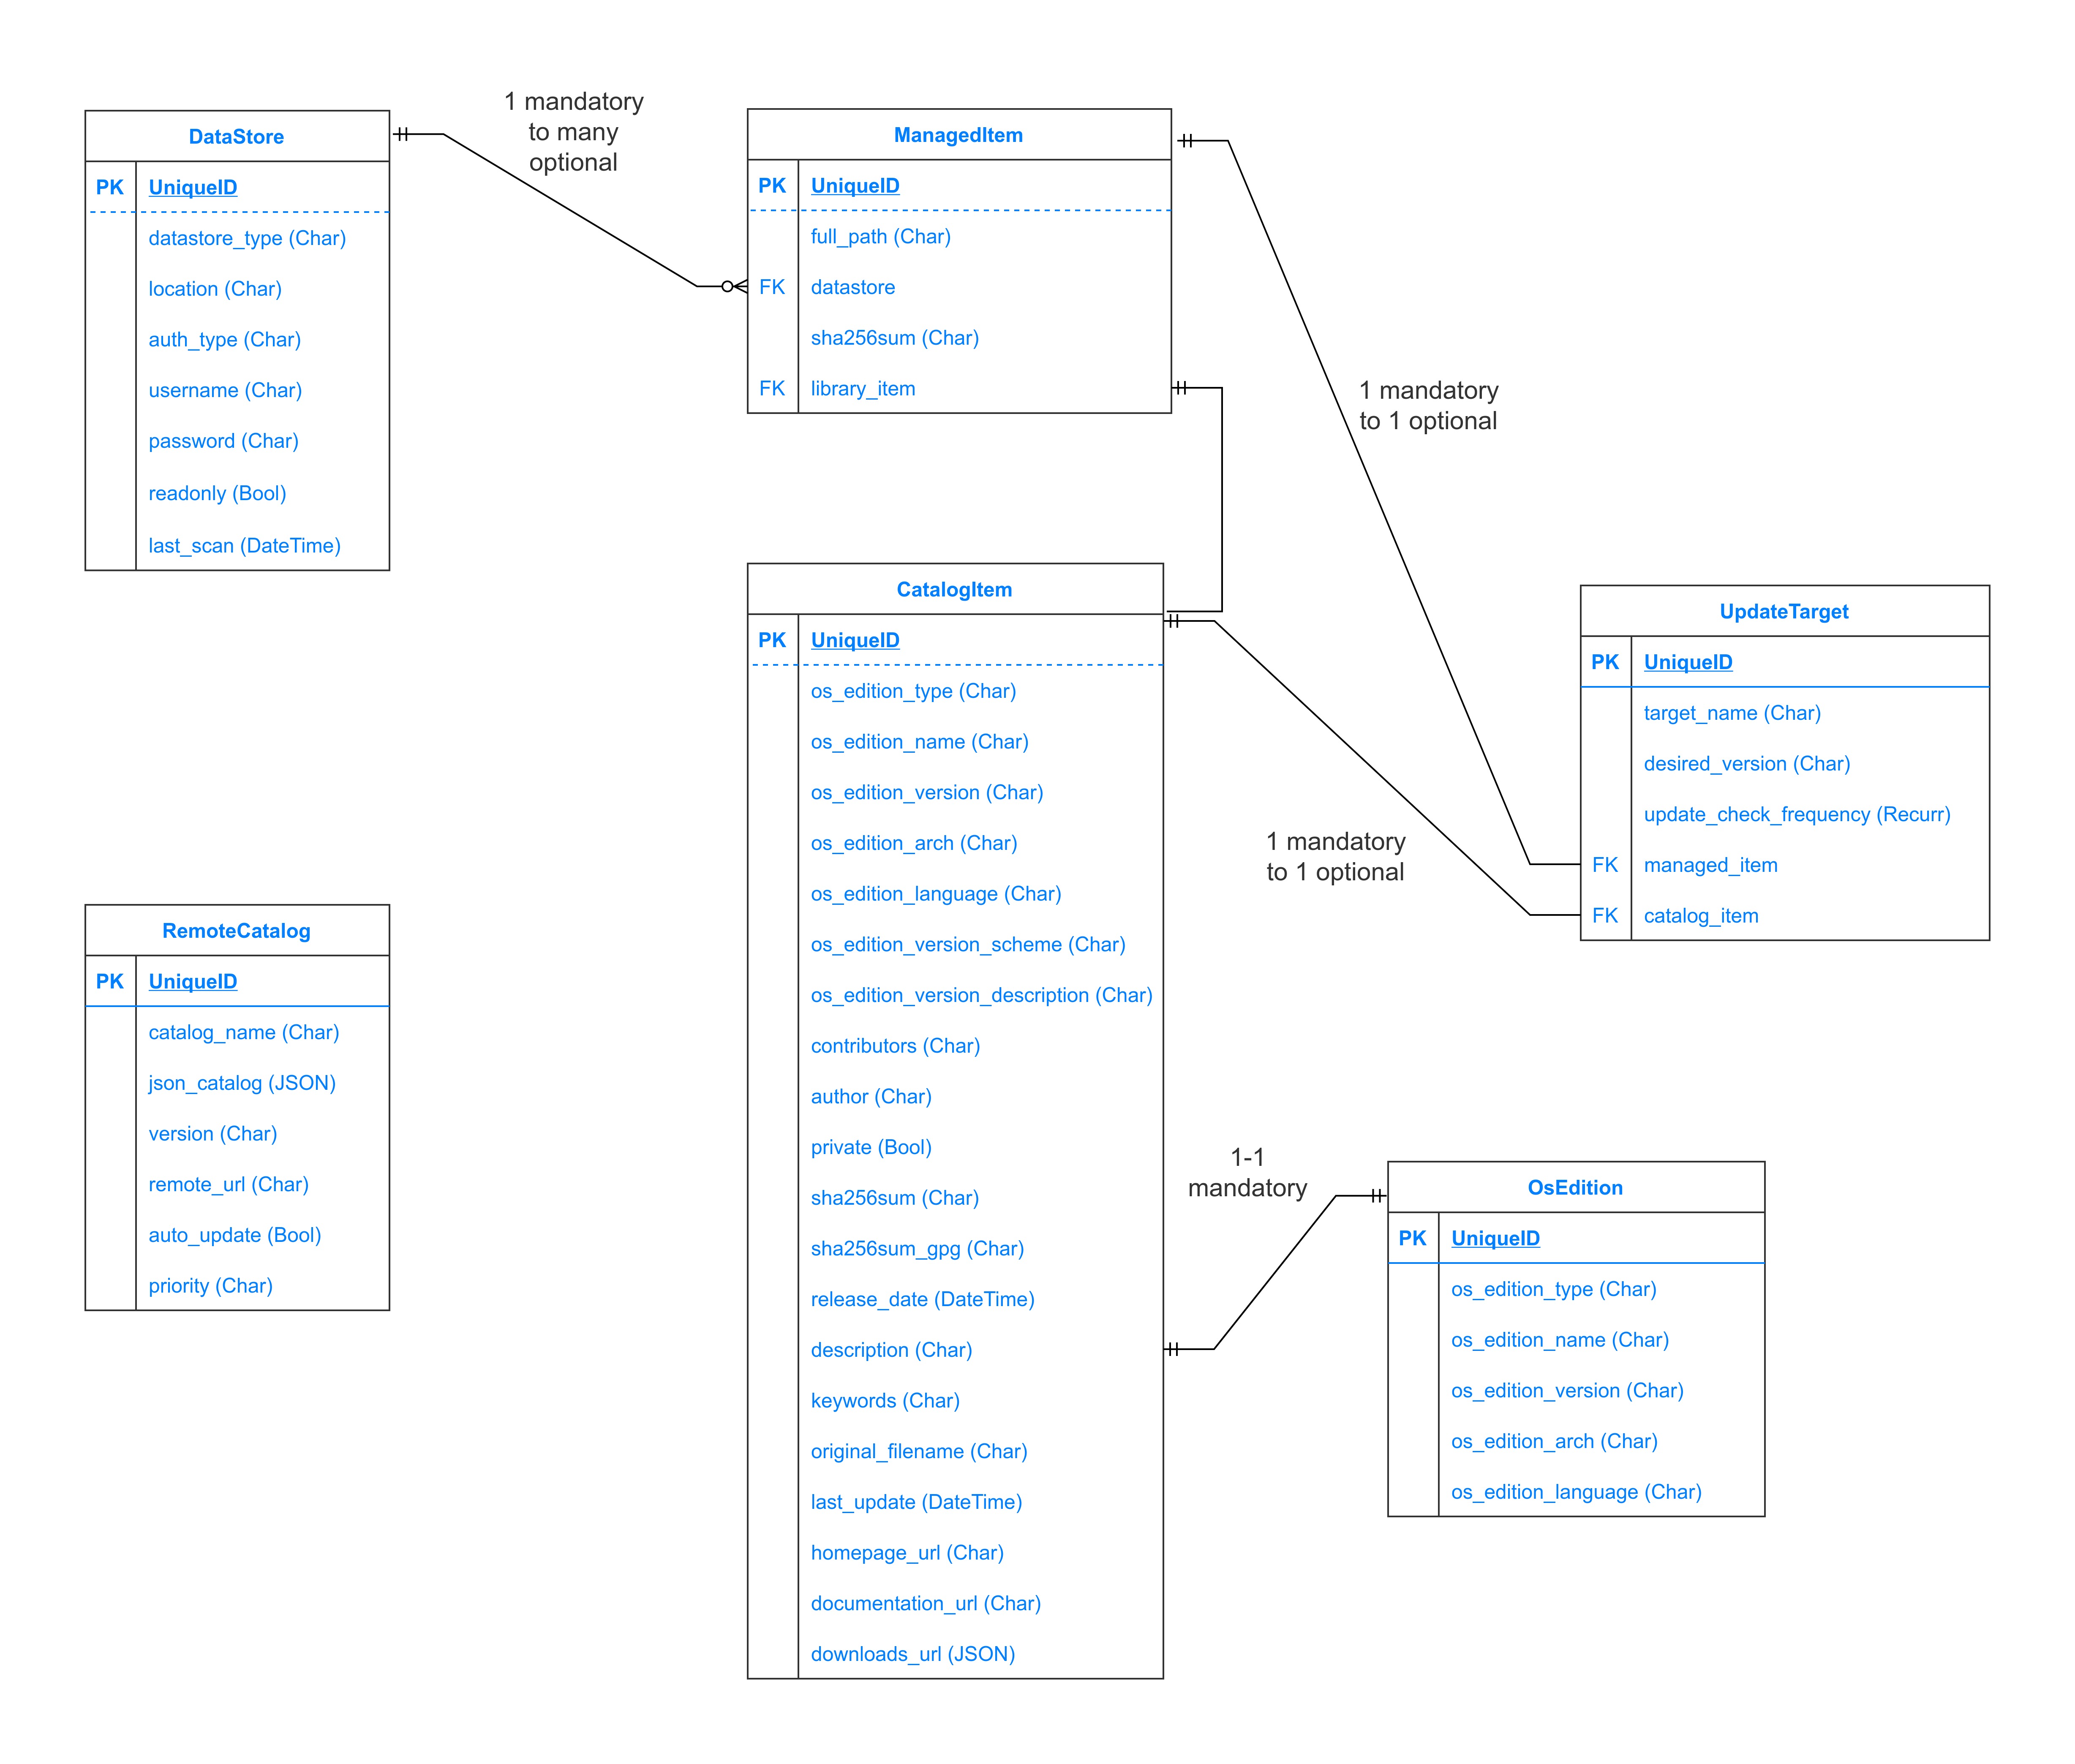 1 mandatory
to many
optional
DataStore
PK UniqueID
datastore_type (Char)
location (Char)
auth_type (Char)
username (Char)
password (Char)
readonly (Bool)
last_scan (DateTime)
ManagedItem
PK UniqueID
full_path (Char)
FK datastore
sha256sum (Char)
FK library_item
1 mandatory
to 1 optional
CatalogItem
PK UniqueID
os_edition_type (Char)
os_edition_name (Char)
os_edition_version (Char)
os_edition_arch (Char)
os_edition_language (Char)
os_edition_version_scheme (Char)
os_edition_version_description (Char)
contributors (Char)
author (Char)
private (Bool)
sha256sum (Char)
sha256sum_gpg (Char)
release_date (DateTime)
description (Char)
keywords (Char)
original_filename (Char)
last_update (DateTime)
homepage_url (Char)
documentation_url (Char)
downloads_url (JSON)
UpdateTarget
PK UniqueID
target_name (Char)
desired_version (Char)
update_check_frequency (Recurr)
FK managed_item
FK catalog_item
1 mandatory
to 1 optional
RemoteCatalog
PK UniqueID
catalog_name (Char)
json_catalog (JSON)
version (Char)
remote_url (Char)
auto_update (Bool)
priority (Char)
1-1
mandatory
OsEdition
PK UniqueID
os_edition_type (Char)
os_edition_name (Char)
os_edition_version (Char)
os_edition_arch (Char)
os_edition_language (Char)